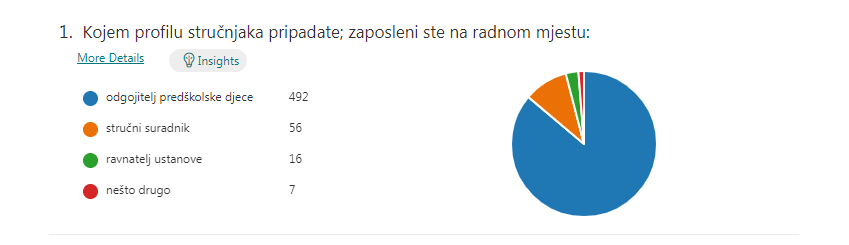 1. Kojem profilu stručnjaka pripadate; zaposleni ste na radnom mjestu:
More Details
Insights
odgojitelj predškolske djece 492
stručni suradnik 56
ravnatelj ustanove 16
nešto drugo 7